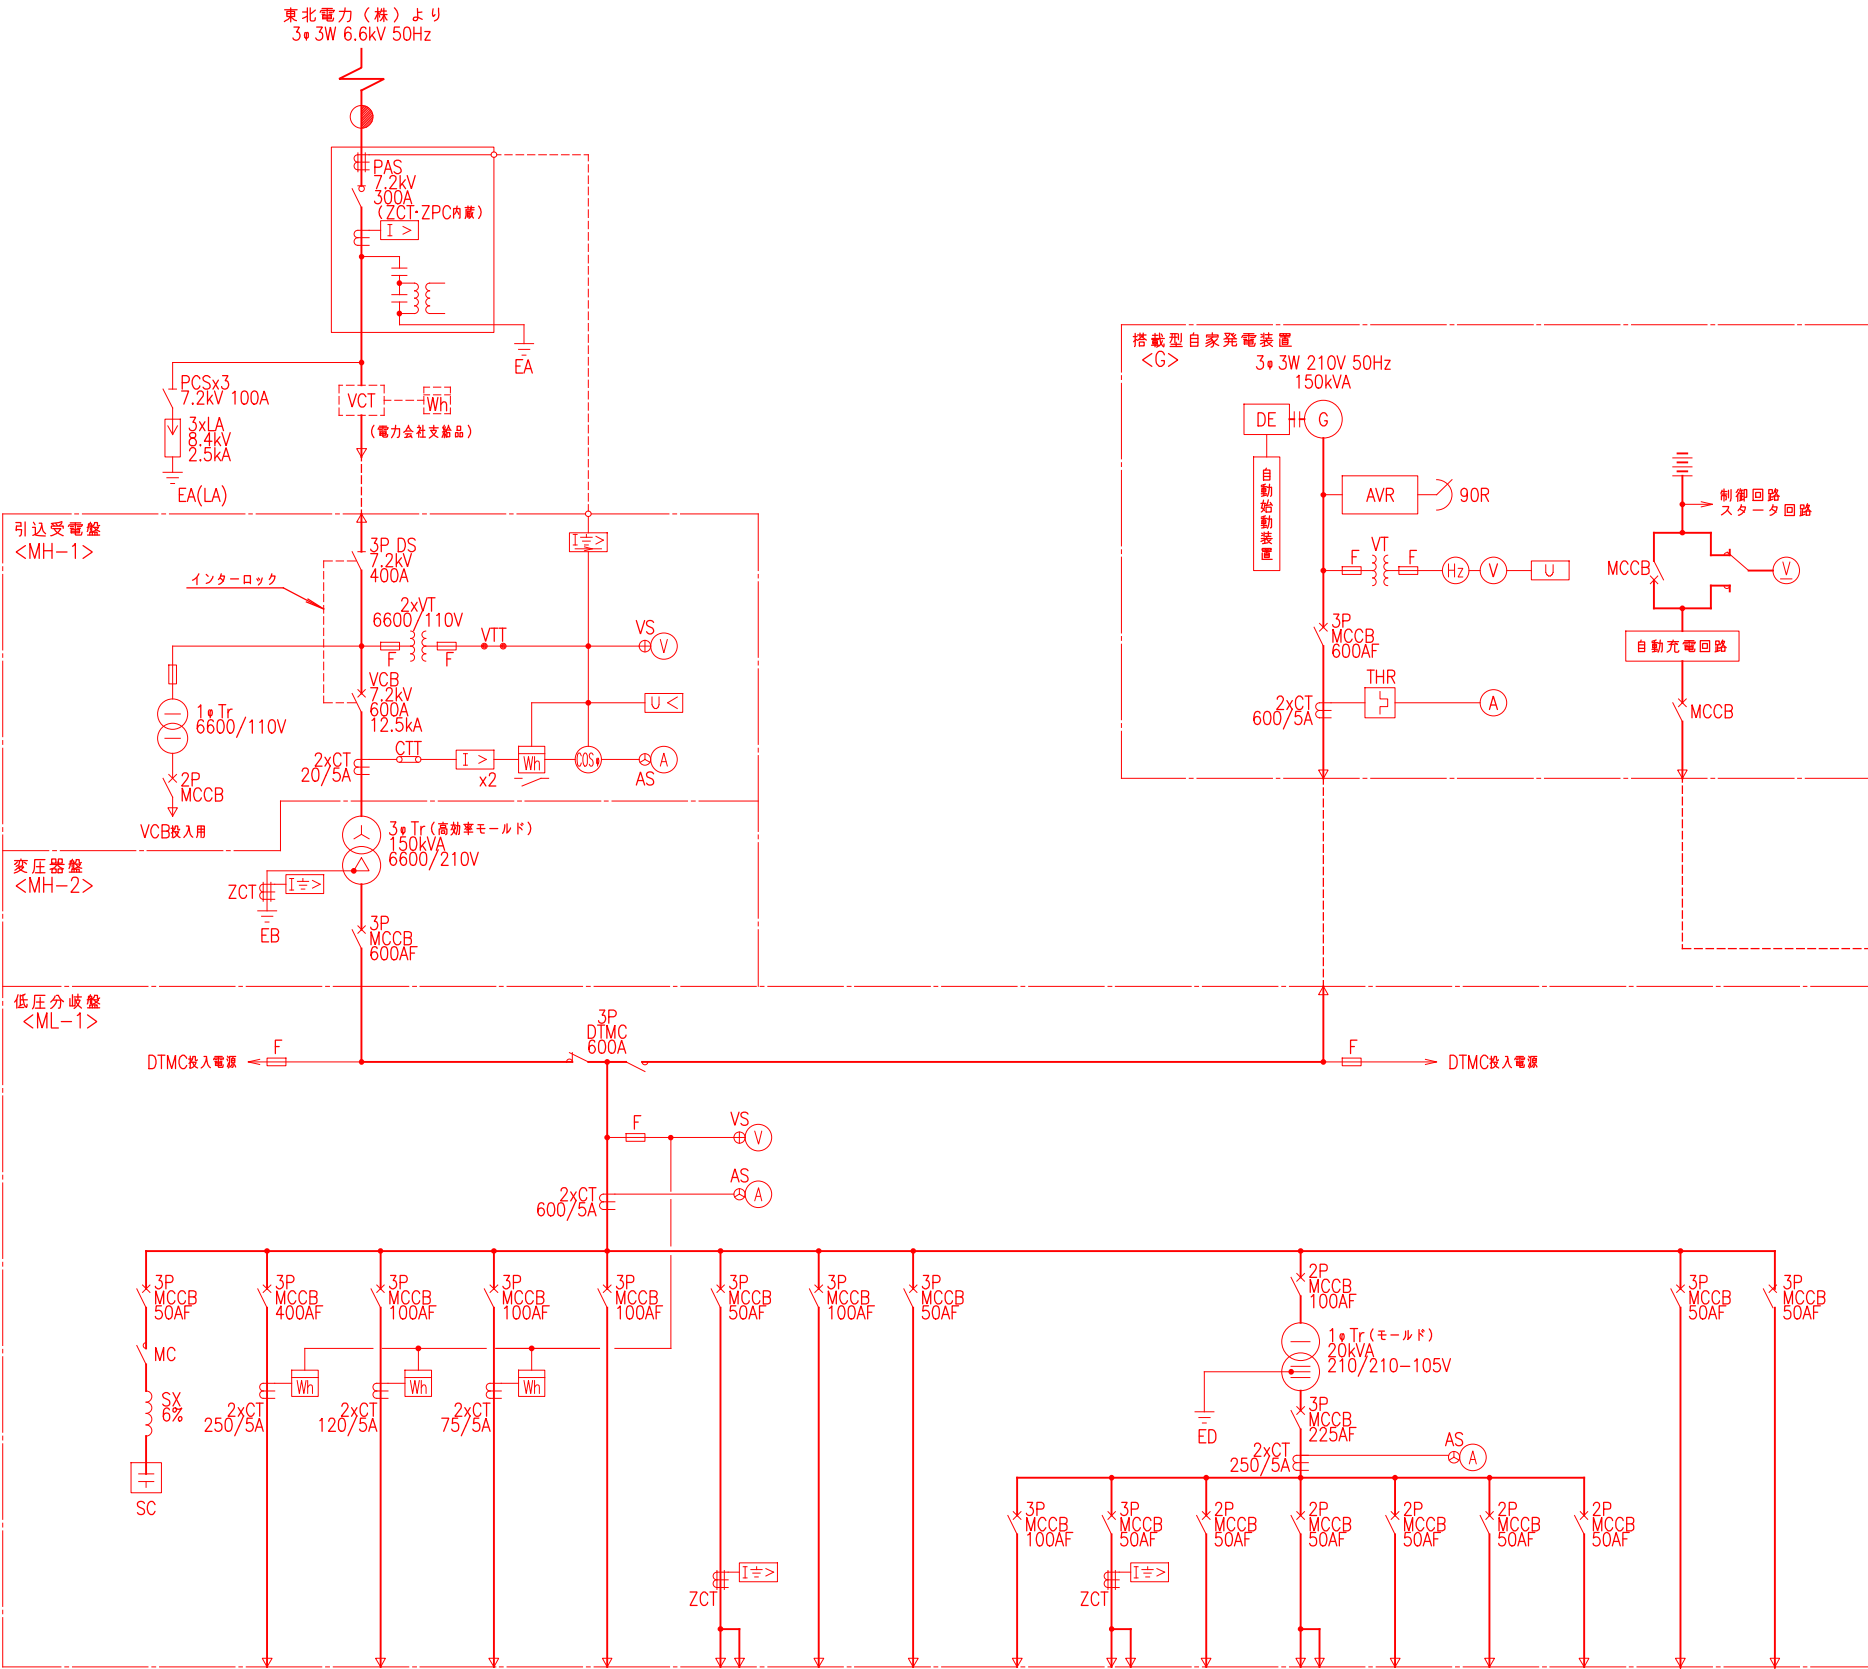 東北電力（株）より
3φ3W 6.6kV 50Hz
PAS
7.2kV
300A
(ZCT・ZPC内蔵)
I >
EA
PCSx3
7.2kV 100A
3xLA
8.4kV
2.5kA
EA(LA)
VCT
Wh
(電力会社支給品)
引込受電盤
<MH-1>
インターロック
3P DS
7.2kV
400A
I >
2xVT
6600/110V
F
F
VTT
VS
V
VCB
7.2kV
600A
12.5kA
U <
1φTr
6600/110V
2P
MCCB
VCB投入用
2xCT
20/5A
CTT
I >
x2
Wh
COSφ
A
AS
変圧器盤
<MH-2>
3φTr(高効率モールド)
150kVA
6600/210V
ZCT
I >
EB
3P
MCCB
600AF
搭載型自家発電装置
<G>
3φ3W 210V 50Hz
150kVA
DE
G
自動始動装置
AVR
90R
F
VT
F
Hz
V
U
3P
MCCB
600AF
THR
2xCT
600/5A
A
制御回路
スタータ回路
MCCB
V
自動充電回路
MCCB
低圧分岐盤
<ML-1>
DTMC投入電源
F
3P
DTMC
600A
F
DTMC投入電源
F
VS
V
AS
A
2xCT
600/5A
3P
MCCB
50AF
3P
MCCB
400AF
3P
MCCB
100AF
3P
MCCB
100AF
3P
MCCB
100AF
3P
MCCB
50AF
3P
MCCB
100AF
3P
MCCB
50AF
2P
MCCB
100AF
3P
MCCB
50AF
3P
MCCB
50AF
MC
SX
6%
SC
Wh
2xCT
250/5A
Wh
2xCT
120/5A
Wh
2xCT
75/5A
1φTr(モールド)
20kVA
210/210-105V
ED
3P
MCCB
225AF
2xCT
250/5A
AS
A
3P
MCCB
100AF
3P
MCCB
50AF
2P
MCCB
50AF
2P
MCCB
50AF
2P
MCCB
50AF
2P
MCCB
50AF
2P
MCCB
50AF
I >
ZCT
I >
ZCT